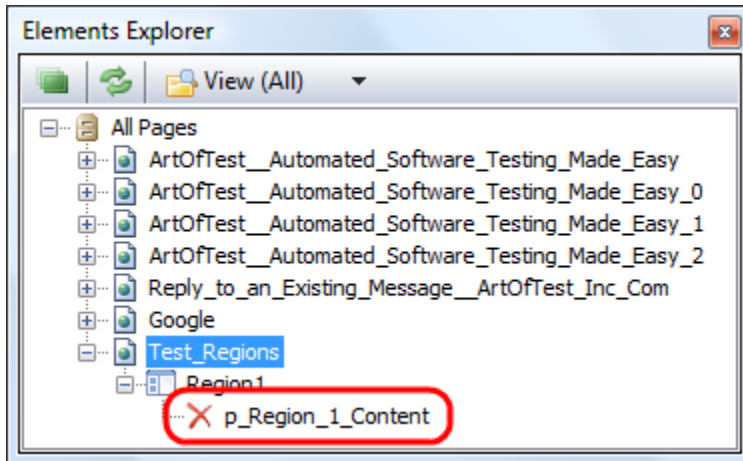 Elements Explorer
View (All)
All Pages
ArtOfTest__Automated_Software_Testing_Made_Easy
ArtOfTest__Automated_Software_Testing_Made_Easy_0
ArtOfTest__Automated_Software_Testing_Made_Easy_1
ArtOfTest__Automated_Software_Testing_Made_Easy_2
Reply_to_an_Existing_Message__ArtOfTest_Inc_Com
Google
Test_Regions
Region1
p_Region_1_Content